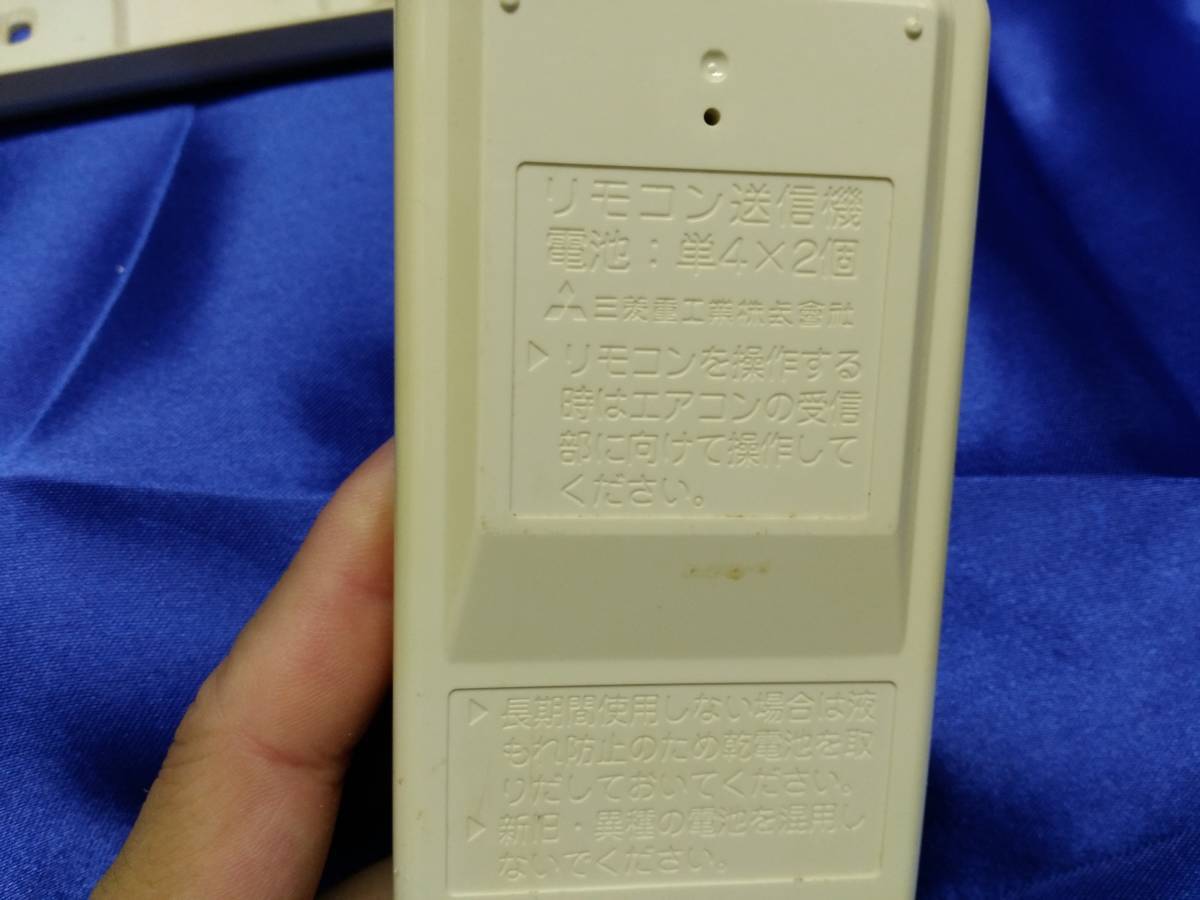 リモコン送信機
電池：単4×2個
三菱重工業株式會社
▷ リモコンを操作する
時はエアコンの受信
部に向けて操作して
ください。
▷ 長期間使用しない場合は液
もれ防止のため乾電池を取
りだしておいてください。
▷ 新旧・異種の電池を混用し
ないでください。